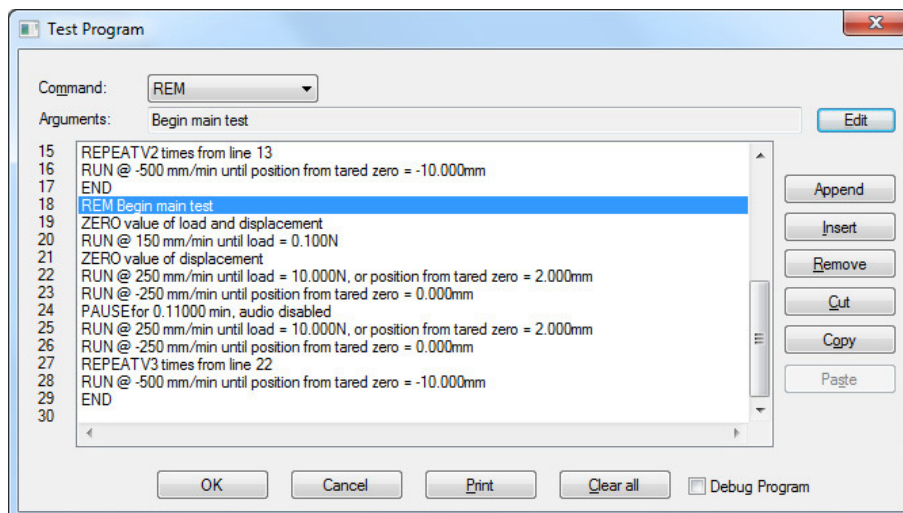 Test Program
Command: REM
Arguments: Begin main test Edit
15 REPEATV2 times from line 13
16 RUN @ -500 mm/min until position from tared zero = -10.000mm
17 END
18 REM Begin main test
19 ZERO value of load and displacement
20 RUN @ 150 mm/min until load = 0.100N
21 ZERO value of displacement
22 RUN @ 250 mm/min until load = 10.000N, or position from tared zero = 2.000mm
23 RUN @ -250 mm/min until position from tared zero = 0.000mm
24 PAUSEfor 0.11000 min, audio disabled
25 RUN @ 250 mm/min until load = 10.000N, or position from tared zero = 2.000mm
26 RUN @ -250 mm/min until position from tared zero = 0.000mm
27 REPEATV3 times from line 22
28 RUN @ -500 mm/min until position from tared zero = -10.000mm
29 END
30
Append
Insert
Remove
Cut
Copy
Paste
OK Cancel Print Clear all Debug Program